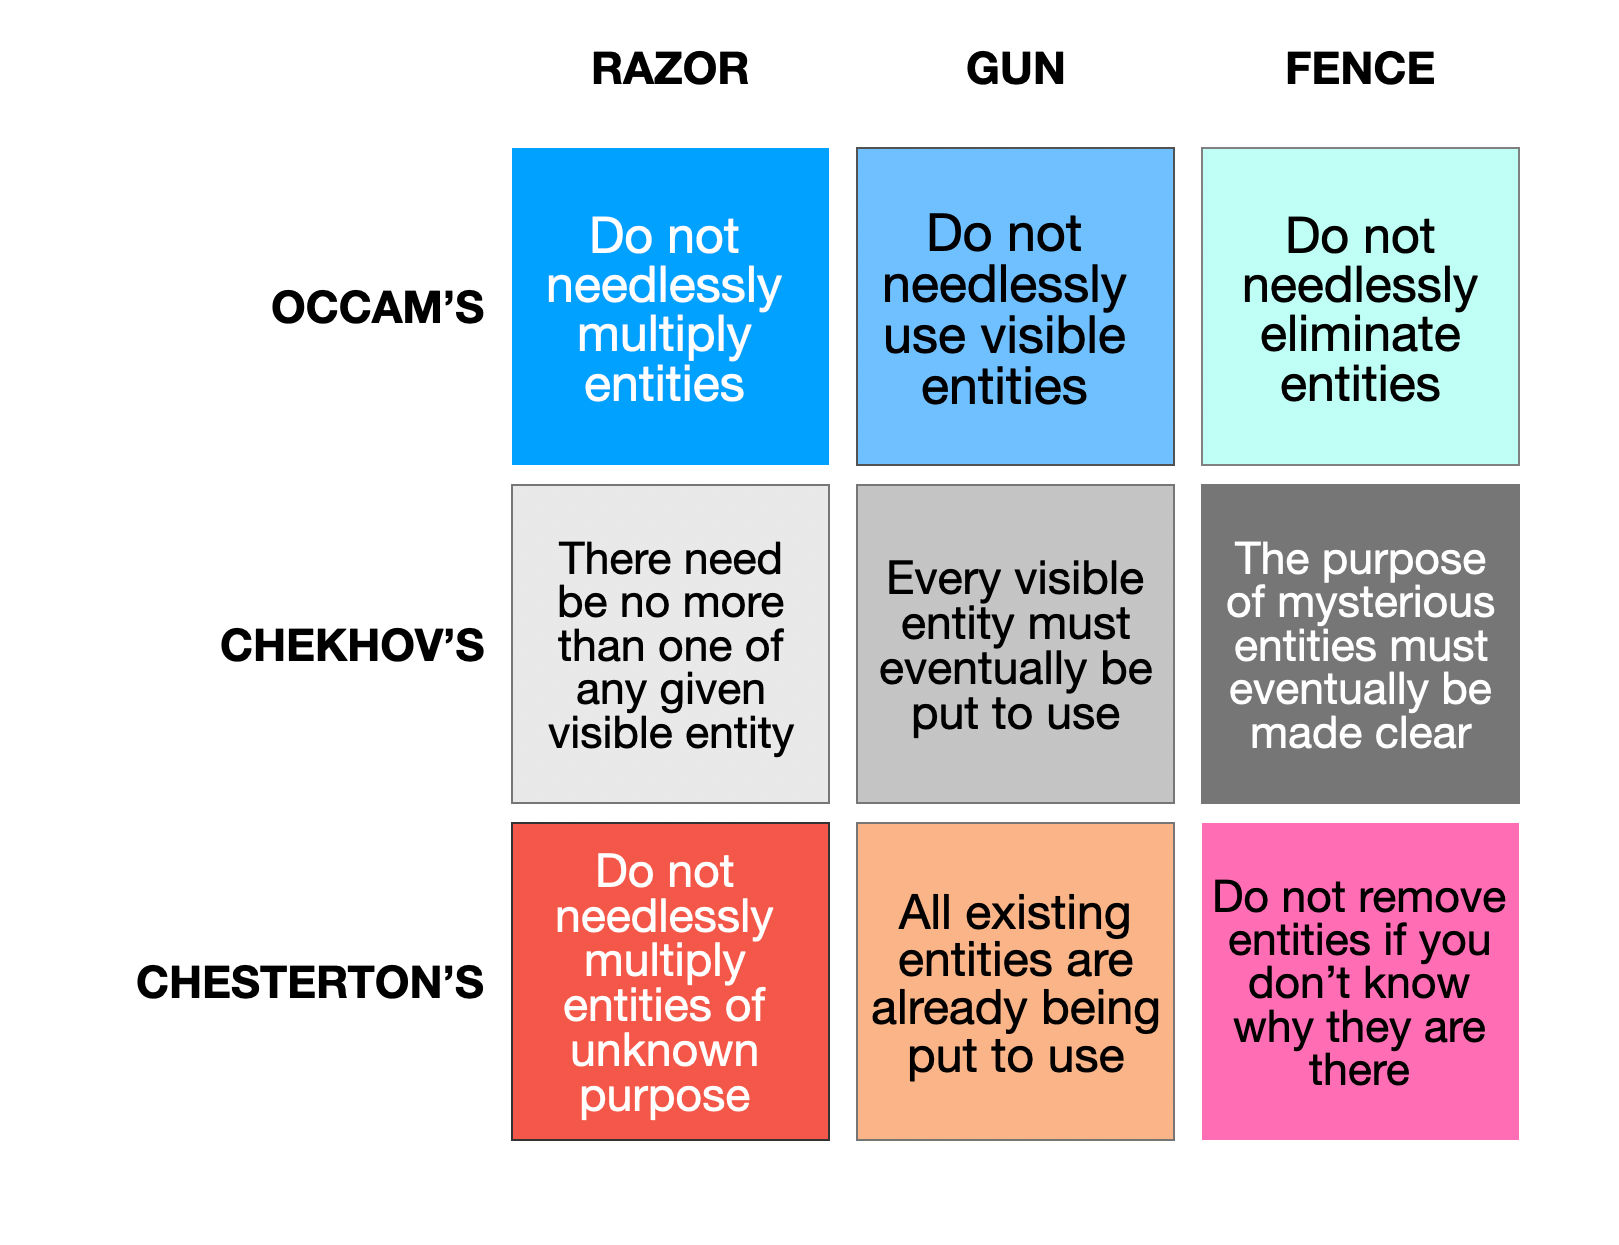 RAZOR
GUN
FENCE
OCCAM’S
Do not
needlessly
multiply
entities
Do not
needlessly
use visible
entities
Do not
needlessly
eliminate
entities
CHEKHOV’S
There need
be no more
than one of
any given
visible entity
Every visible
entity must
eventually be
put to use
The purpose
of mysterious
entities must
eventually be
made clear
CHESTERTON’S
Do not
needlessly
multiply
entities of
unknown
purpose
All existing
entities are
already being
put to use
Do not remove
entities if you
don’t know
why they are
there